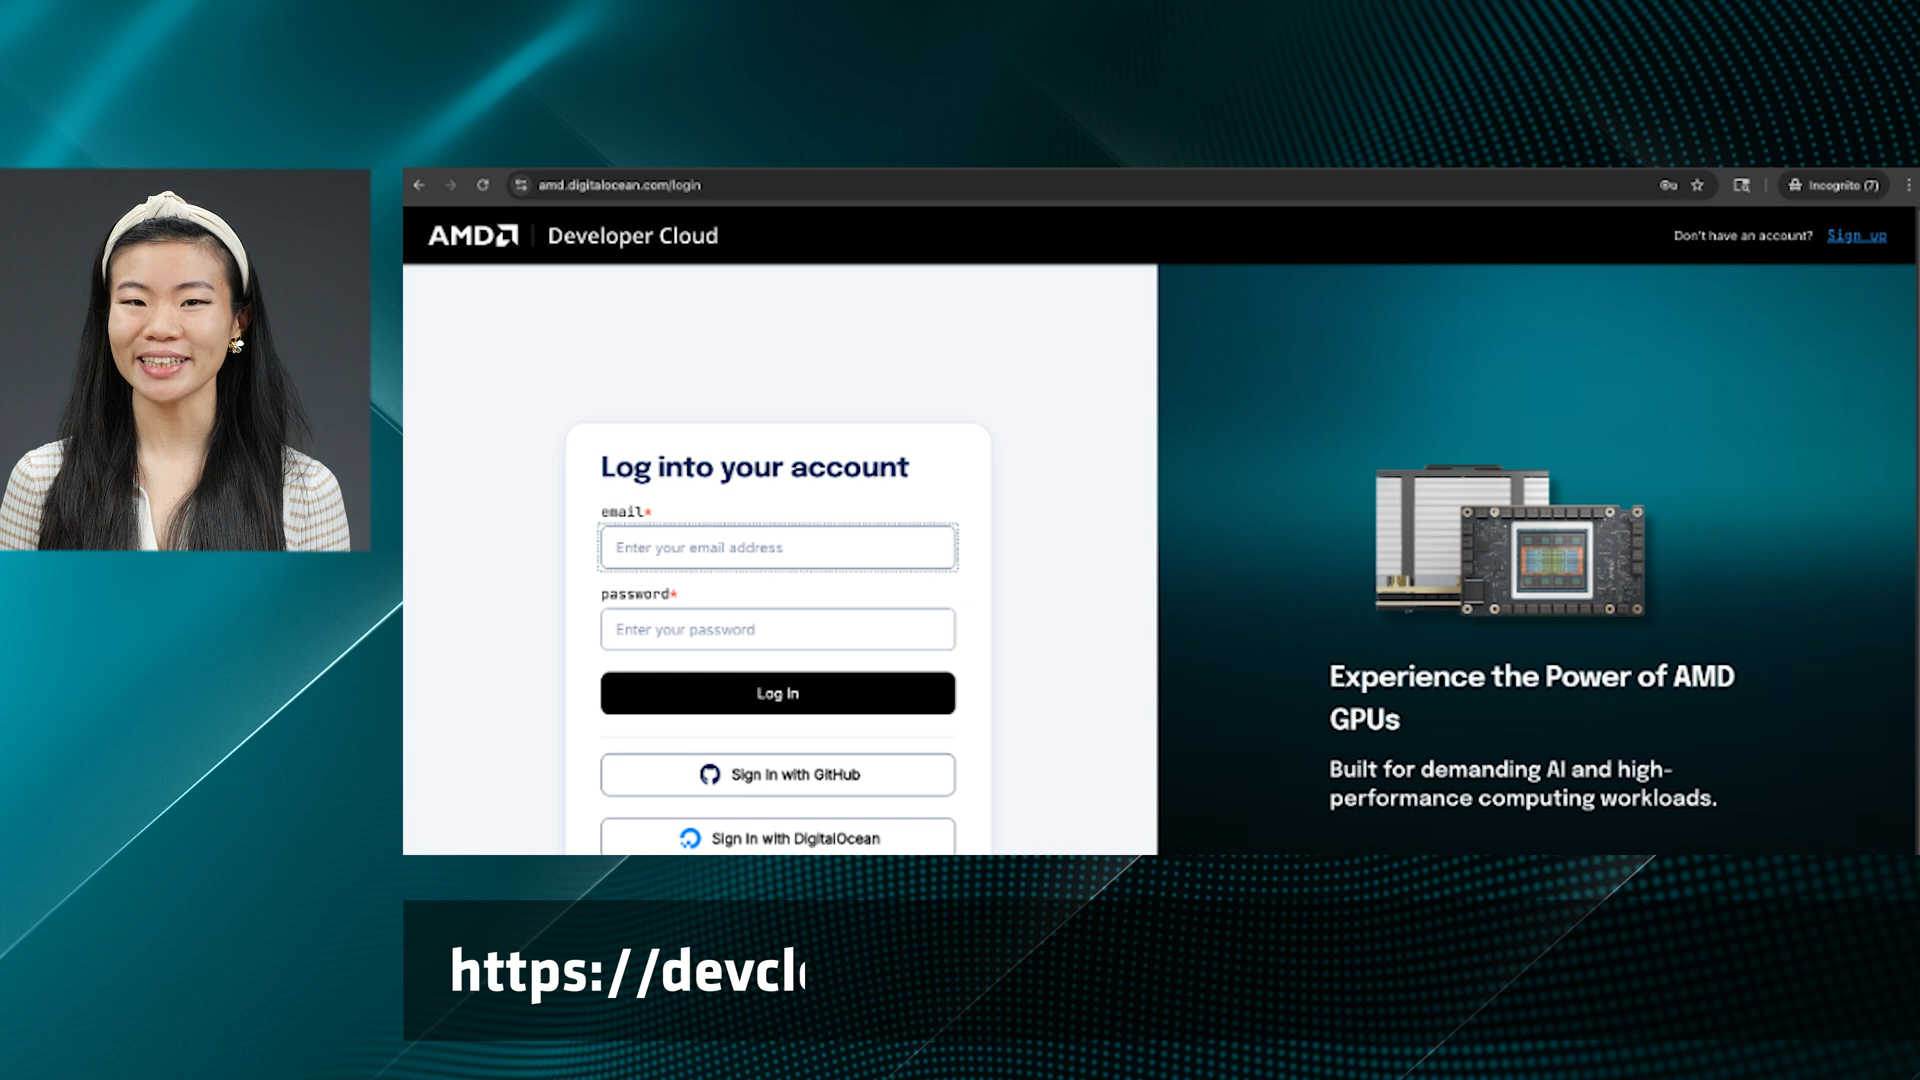 amd.digitalocean.com/login
Incognito (7)
AMD Developer Cloud
Don't have an account? Sign up
Log into your account
email*
Enter your email address
password*
Enter your password
Log In
Sign In with GitHub
Sign In with DigitalOcean
Experience the Power of AMD
GPUs
Built for demanding AI and high-
performance computing workloads.
https://devcl